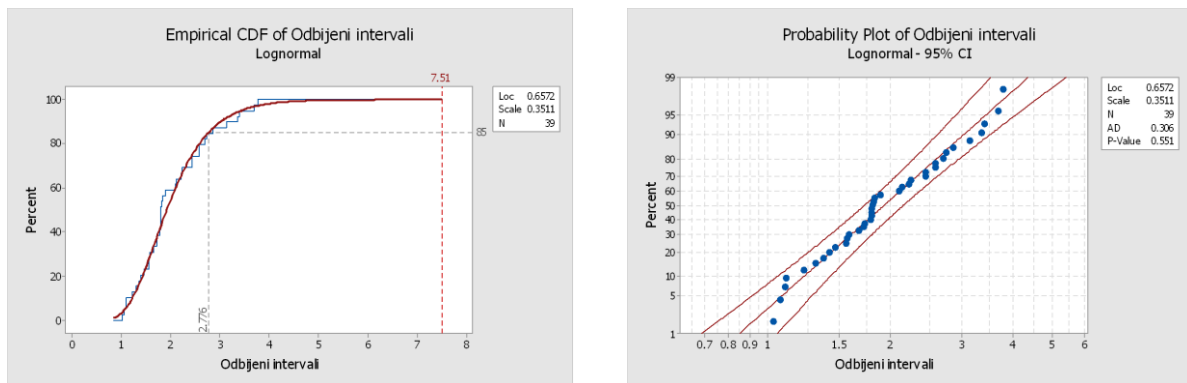 Empirical CDF of Odbijeni intervali
Lognormal
7.51
100
80
60
40
20
0
Percent
85
2.776
0 1 2 3 4 5 6 7 8
Odbijeni intervali
Loc 0.6572
Scale 0.3511
N 39
Probability Plot of Odbijeni intervali
Lognormal - 95% CI
99
95
90
80
70
60
50
40
30
20
10
5
1
Percent
0.7 0.8 0.9 1 1.5 2 3 4 5 6
Odbijeni intervali
Loc 0.6572
Scale 0.3511
N 39
AD 0.306
P-Value 0.551